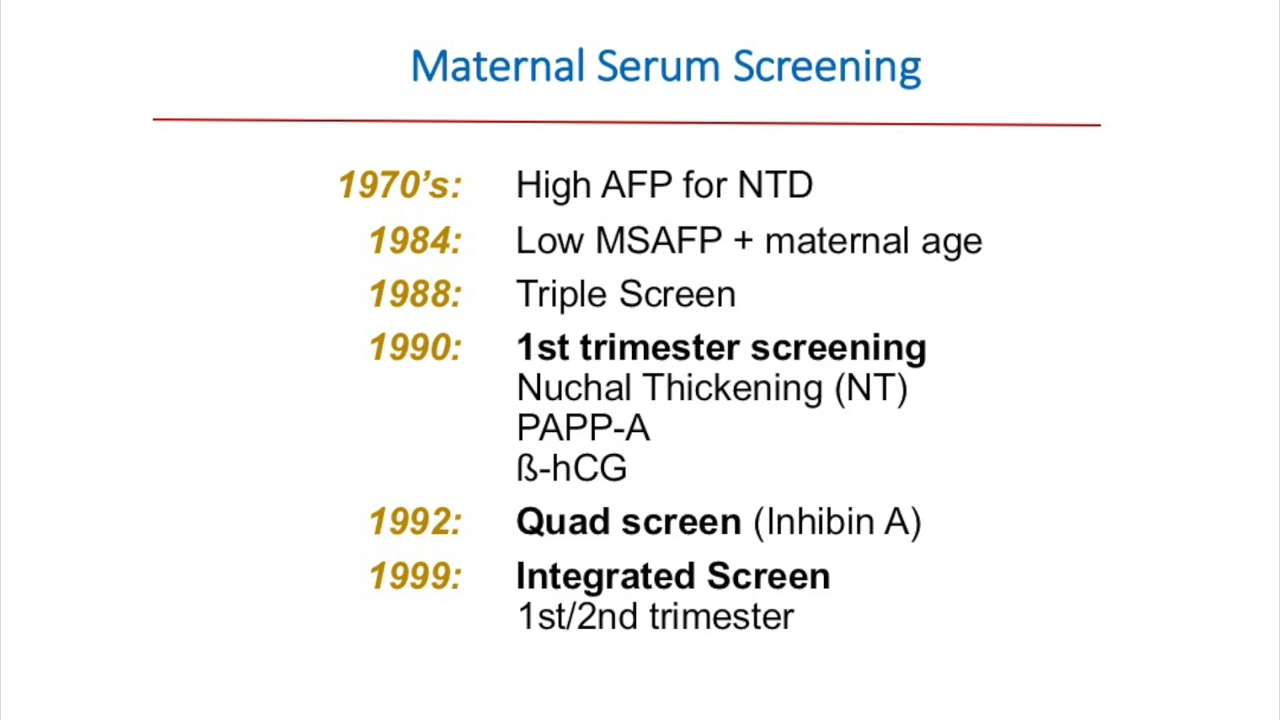 Maternal Serum Screening
1970's: High AFP for NTD
1984: Low MSAFP + maternal age
1988: Triple Screen
1990: 1st trimester screening
Nuchal Thickening (NT)
PAPP-A
ß-hCG
1992: Quad screen (Inhibin A)
1999: Integrated Screen
1st/2nd trimester